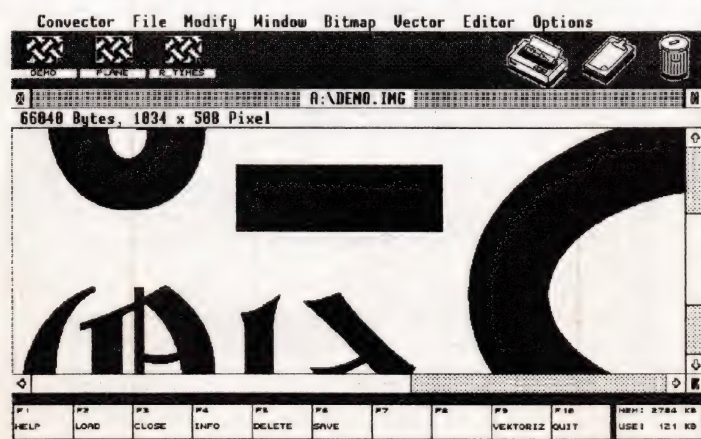 Convector File Modify Window Bitmap Vector Editor Options
DEMO PLANE R_TIMES
A:\DEMO.IMG
66040 Bytes, 1034 x 508 Pixel
F1 F2 F3 F4 F5 F6 F7 F8 F9 F10 MEM: 2784 KB
HELP LOAD CLOSE INFO DELETE SAVE VEKTORIZ QUIT USE: 121 KB